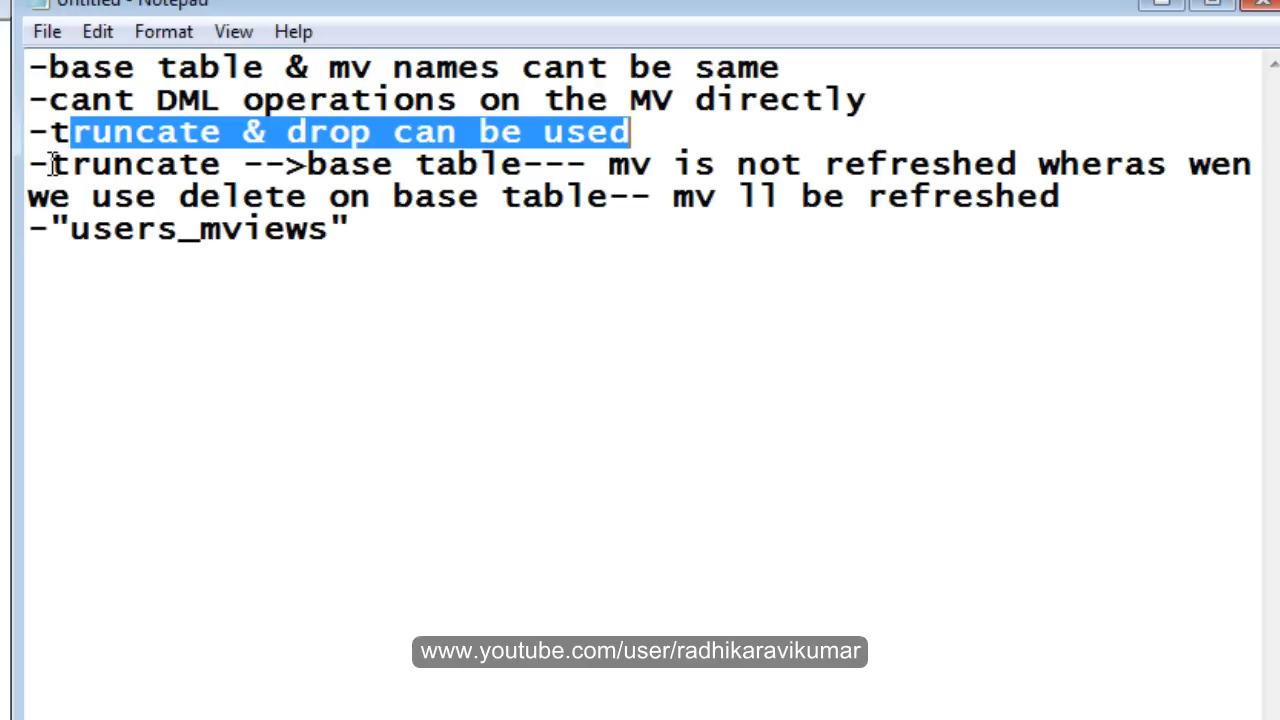 Untitled - Notepad
File Edit Format View Help
-base table & mv names cant be same
-cant DML operations on the MV directly
-truncate & drop can be used
-truncate -->base table--- mv is not refreshed wheras wen
we use delete on base table-- mv ll be refreshed
-"users_mviews"
www.youtube.com/user/radhikaravikumar